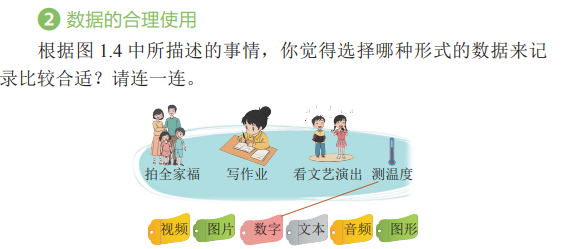 2 数据的合理使用
根据图 1.4 中所描述的事情，你觉得选择哪种形式的数据来记
录比较合适？请连一连。
拍全家福 写作业 看文艺演出 测温度
视频 图片 数字 文本 音频 图形